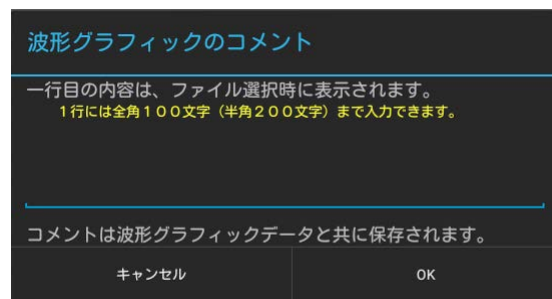 波形グラフィックのコメント
一行目の内容は、ファイル選択時に表示されます。
1行には全角１００文字（半角２００文字）まで入力できます。
コメントは波形グラフィックデータと共に保存されます。
キャンセル
OK